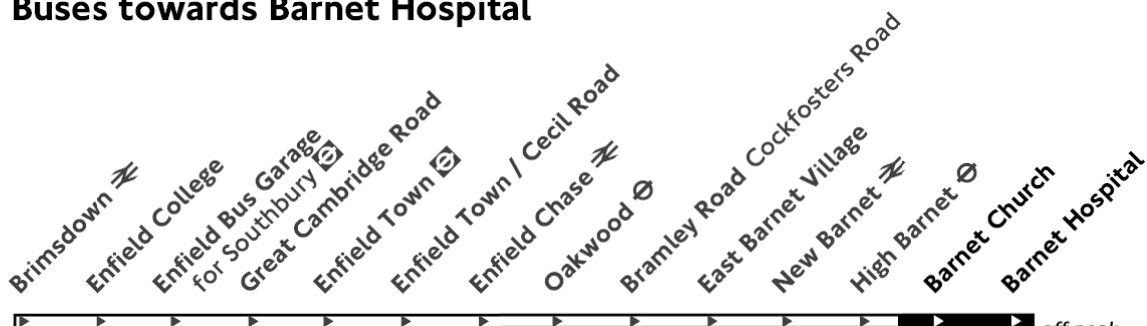 Buses towards Barnet Hospital
Brimsdown
Enfield College
Enfield Bus Garage
for Southbury
Great Cambridge Road
Enfield Town
Enfield Town / Cecil Road
Enfield Chase
Oakwood
Bramley Road Cockfosters Road
East Barnet Village
New Barnet
High Barnet
Barnet Church
Barnet Hospital
off-peak